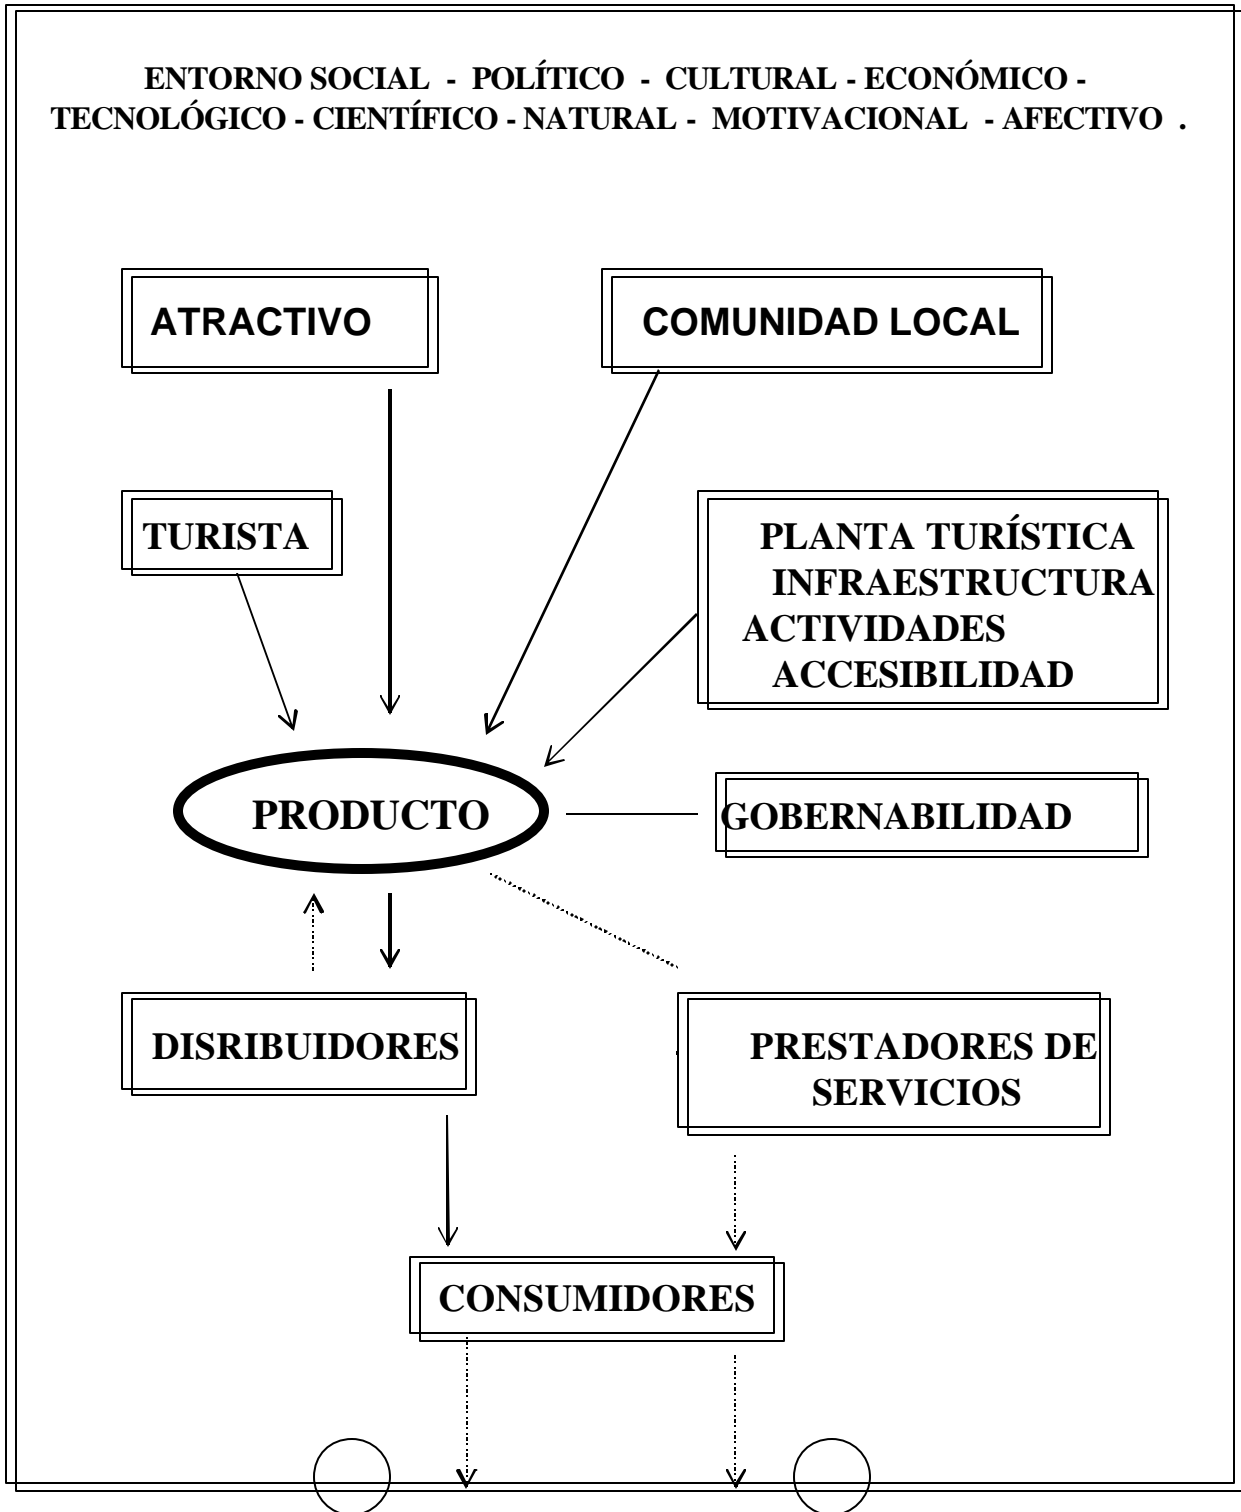 ENTORNO SOCIAL - POLÍTICO - CULTURAL - ECONÓMICO -
TECNOLÓGICO - CIENTÍFICO - NATURAL - MOTIVACIONAL - AFECTIVO .
ATRACTIVO
COMUNIDAD LOCAL
TURISTA
PLANTA TURÍSTICA
INFRAESTRUCTURA
ACTIVIDADES
ACCESIBILIDAD
PRODUCTO
GOBERNABILIDAD
DISRIBUIDORES
PRESTADORES DE
SERVICIOS
CONSUMIDORES